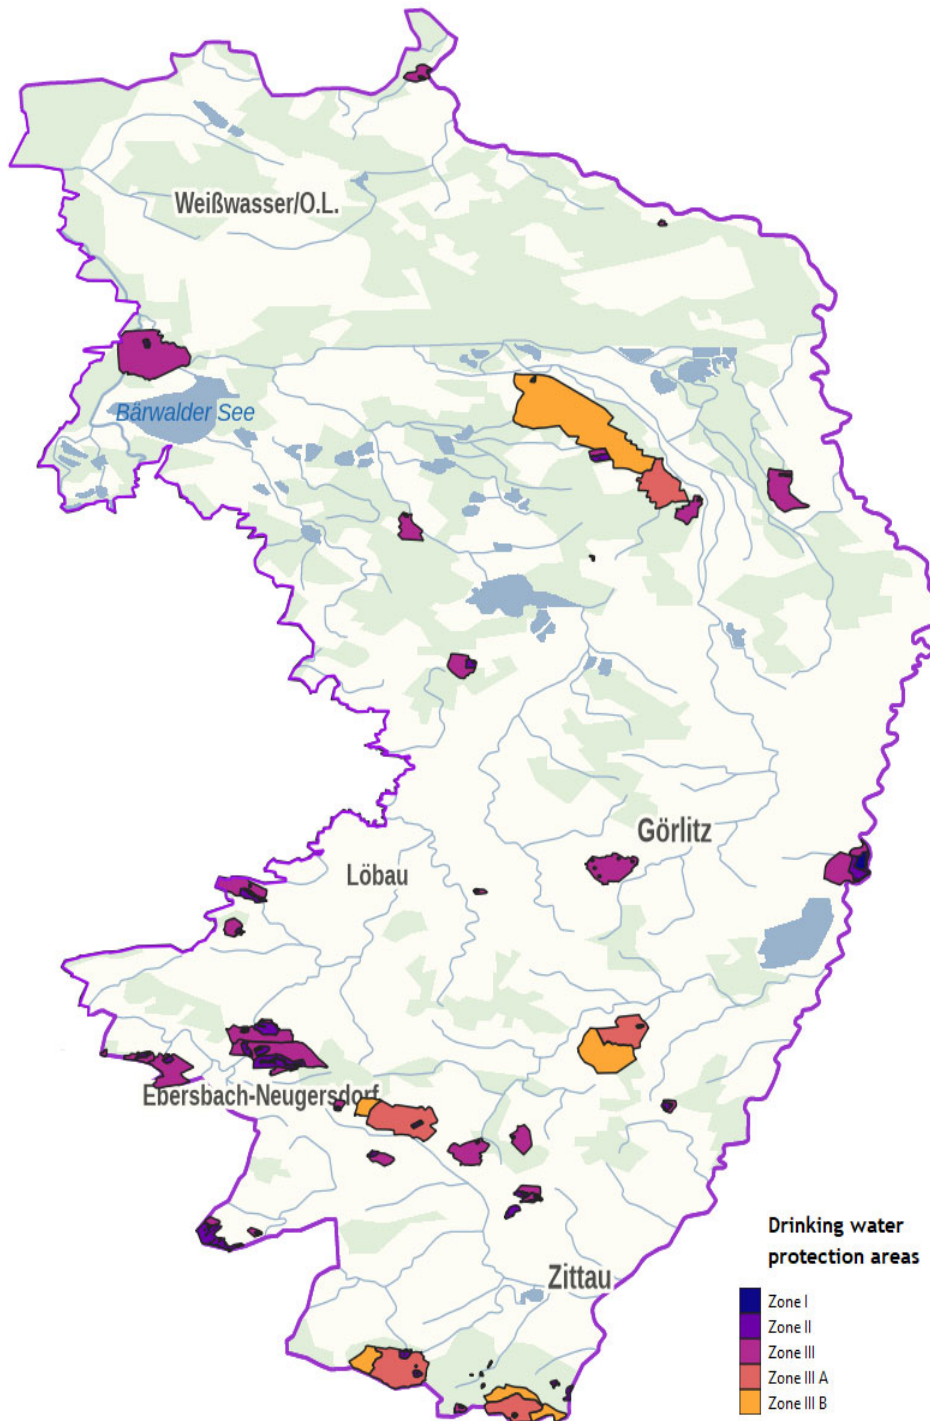 Weißwasser/O.L.
Bärwalder See
Görlitz
Löbau
Ebersbach-Neugersdorf
Zittau
Drinking water
protection areas
Zone I
Zone II
Zone III
Zone III A
Zone III B